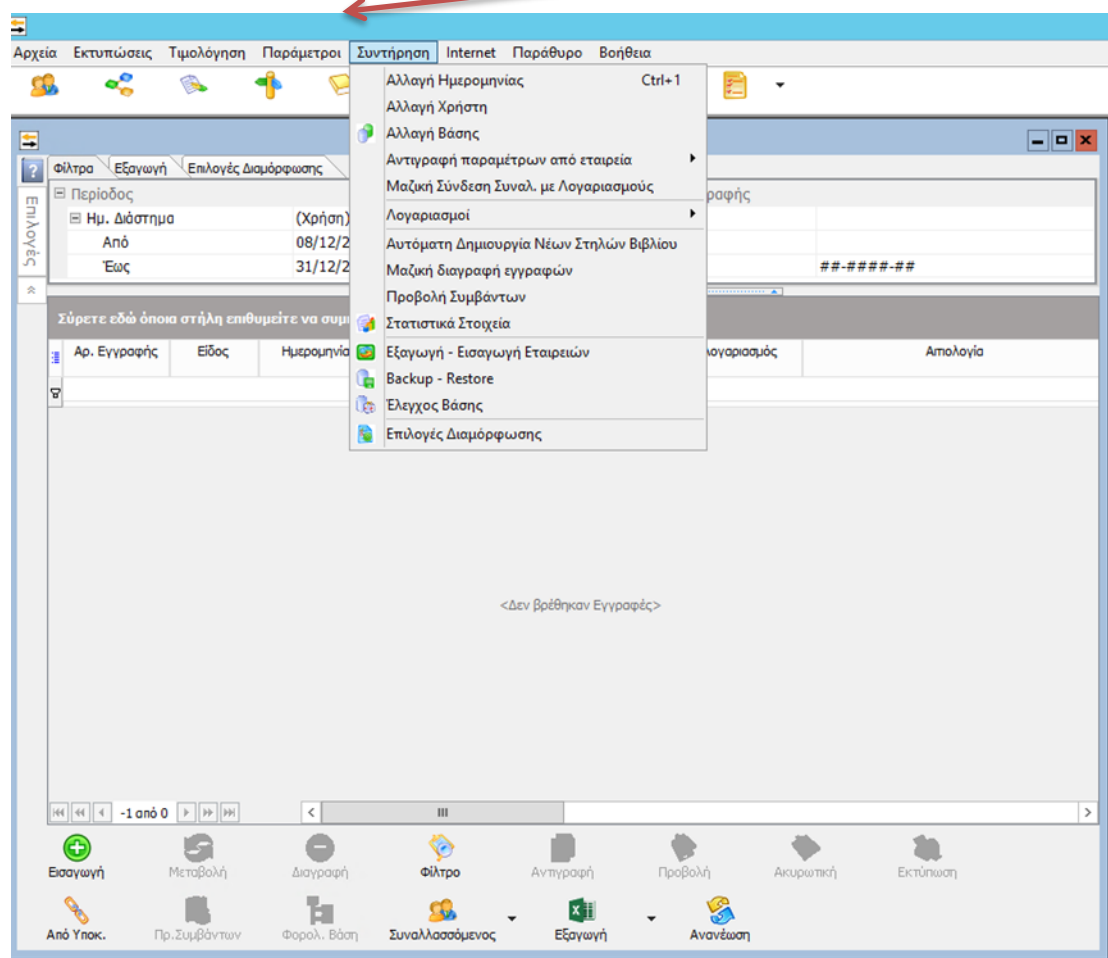 Αρχεία Εκτυπώσεις Τιμολόγηση Παράμετροι Συντήρηση Internet Παράθυρο Βοήθεια
Αλλαγή Ημερομηνίας Ctrl+1
Αλλαγή Χρήστη
Αλλαγή Βάσης
Αντιγραφή παραμέτρων από εταιρεία
Μαζική Σύνδεση Συναλ. με Λογαριασμούς
Λογαριασμοί
Αυτόματη Δημιουργία Νέων Στηλών Βιβλίου
Μαζική διαγραφή εγγραφών
Προβολή Συμβάντων
Στατιστικά Στοιχεία
Εξαγωγή - Εισαγωγή Εταιρειών
Backup - Restore
Έλεγχος Βάσης
Επιλογές Διαμόρφωσης
? Φίλτρα Εξαγωγή Επιλογές Διαμόρφωσης
Επιλογές
Περίοδος
Ημ. Διάστημα (Χρήση)
Από 08/12/2
Έως 31/12/2 ##-####-##
Σύρετε εδώ όποια στήλη επιθυμείτε να
Αρ. Εγγραφής Είδος Ημερομηνία Αιτιολογία
<Δεν βρέθηκαν Εγγραφές>
-1 από 0
Εισαγωγή Μεταβολή Διαγραφή Φίλτρο Αντιγραφή Προβολή Ακυρωτική Εκτύπωση
Από Υποκ. Πρ.Συμβάντων Φορολ. Βάση Συναλλασσόμενος Εξαγωγή Ανανέωση